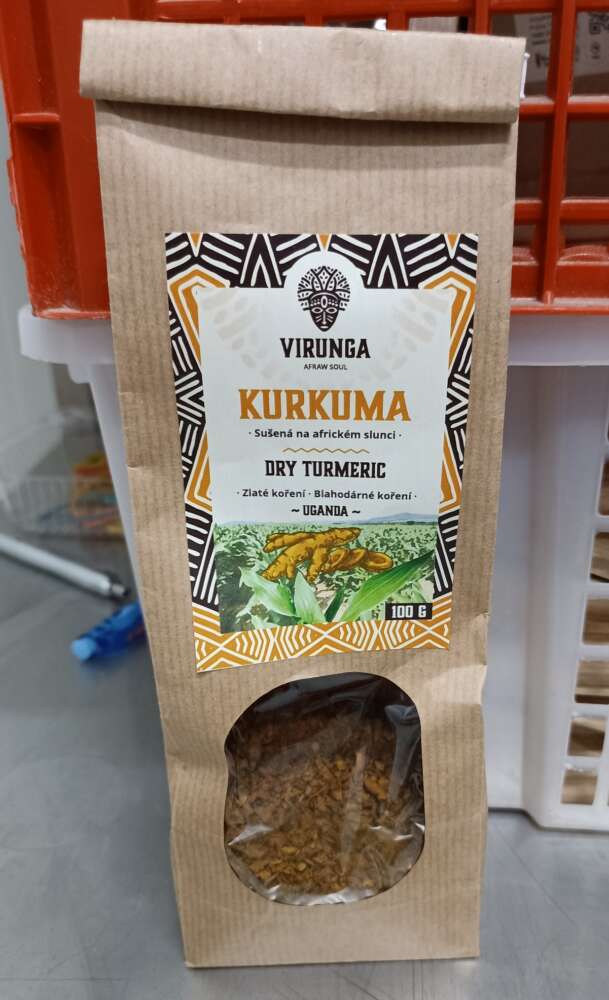 VIRUNGA
AFRAW SOUL
KURKUMA
· Sušená na africkém slunci ·
DRY TURMERIC
· Zlaté koření · Blahodárné koření ·
~ UGANDA ~
100 G